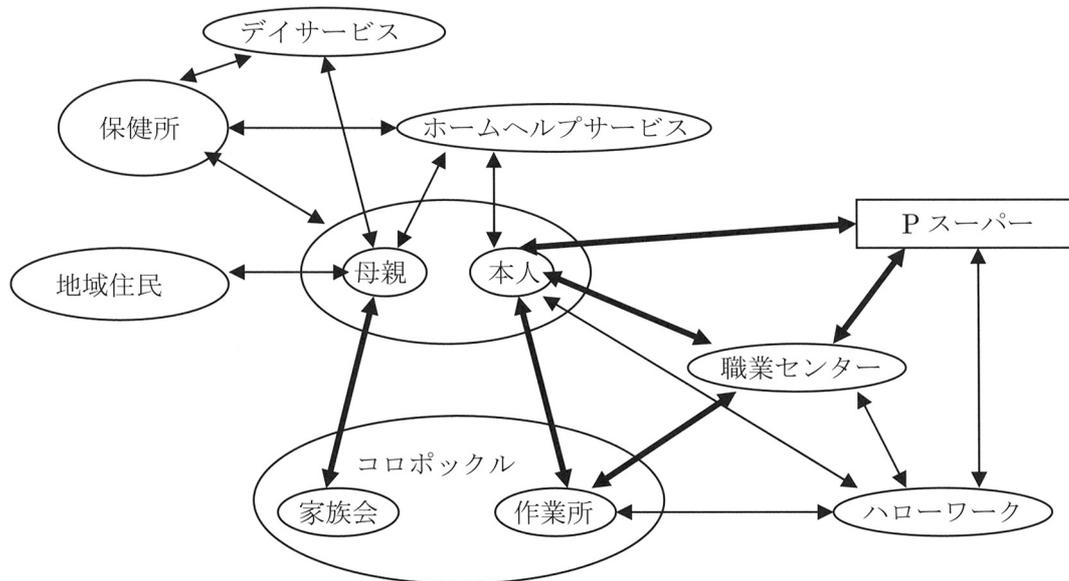 デイサービス
保健所
ホームヘルプサービス
P スーパー
母親
本人
地域住民
職業センター
コロポックル
家族会
作業所
ハローワーク